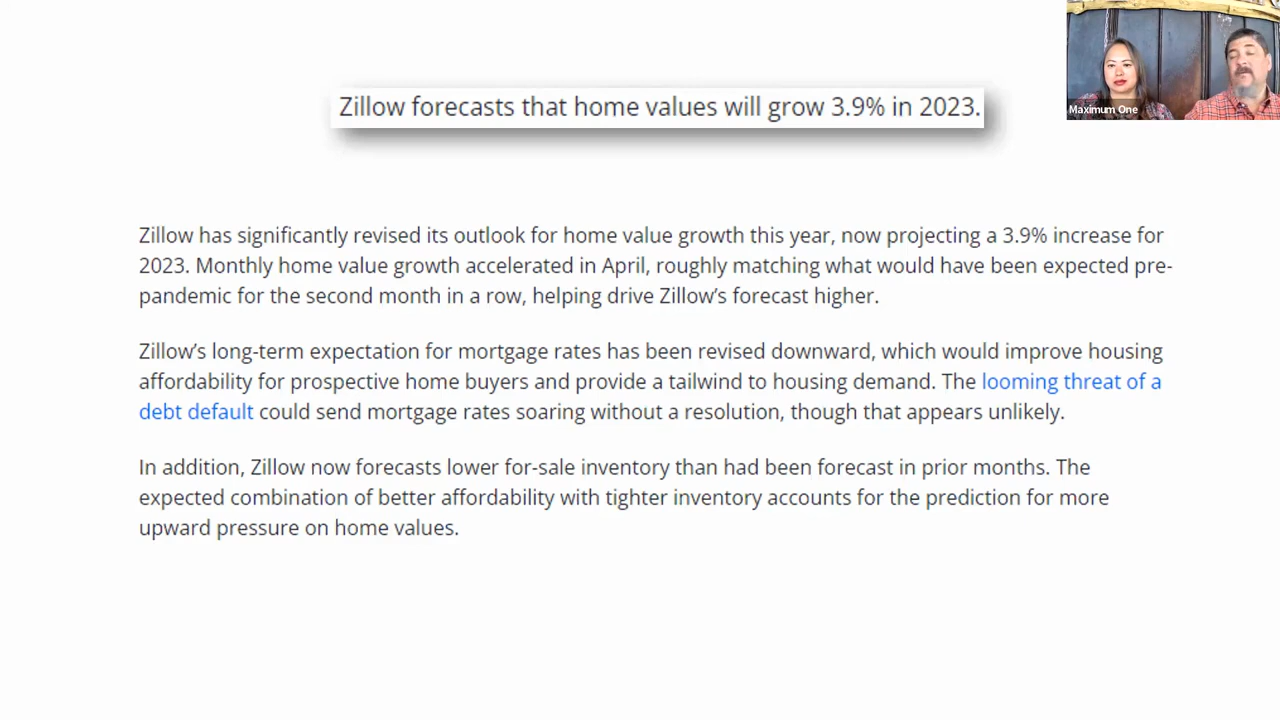 Zillow forecasts that home values will grow 3.9% in 2023.
Maximum One
Zillow has significantly revised its outlook for home value growth this year, now projecting a 3.9% increase for
2023. Monthly home value growth accelerated in April, roughly matching what would have been expected pre-
pandemic for the second month in a row, helping drive Zillow’s forecast higher.
Zillow’s long-term expectation for mortgage rates has been revised downward, which would improve housing
affordability for prospective home buyers and provide a tailwind to housing demand. The looming threat of a
debt default could send mortgage rates soaring without a resolution, though that appears unlikely.
In addition, Zillow now forecasts lower for-sale inventory than had been forecast in prior months. The
expected combination of better affordability with tighter inventory accounts for the prediction for more
upward pressure on home values.